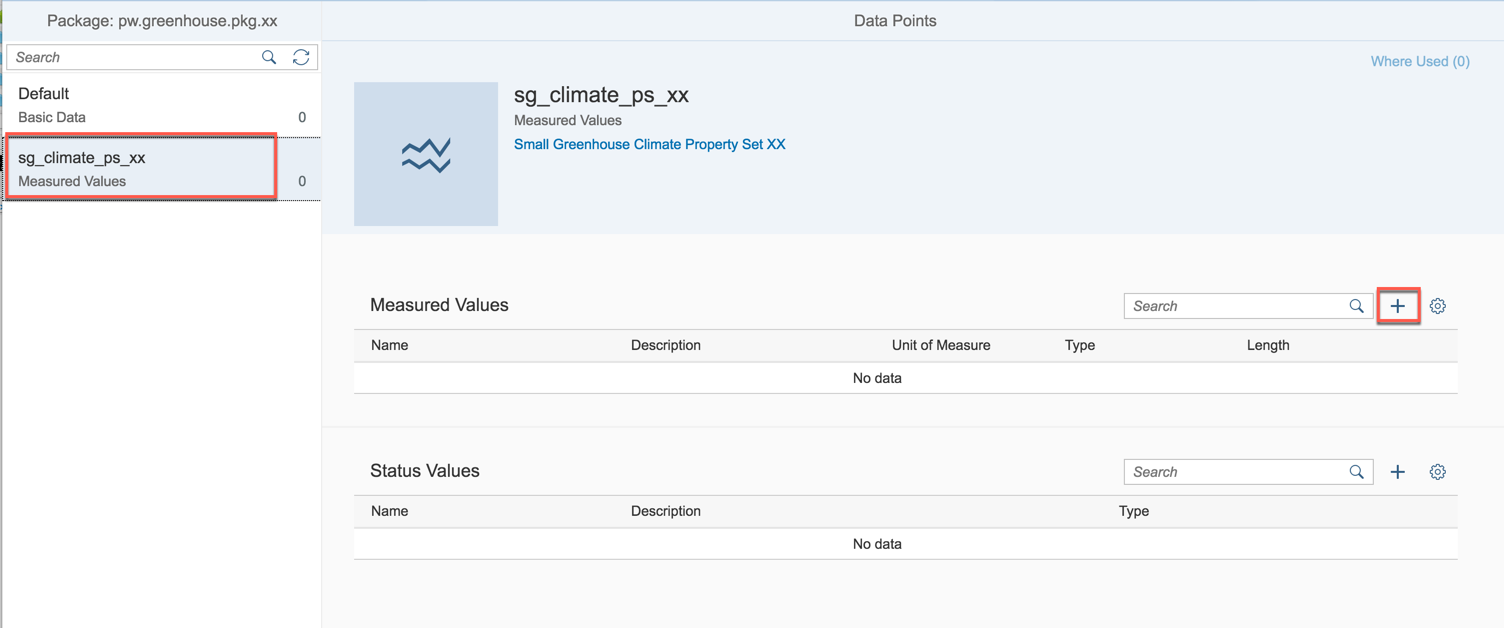 Package: pw.greenhouse.pkg.xx
Data Points
Search
Default
Basic Data 0
sg_climate_ps_xx
Measured Values 0
Where Used (0)
sg_climate_ps_xx
Measured Values
Small Greenhouse Climate Property Set XX
Measured Values Search
Name Description Unit of Measure Type Length
No data
Status Values Search
Name Description Type
No data